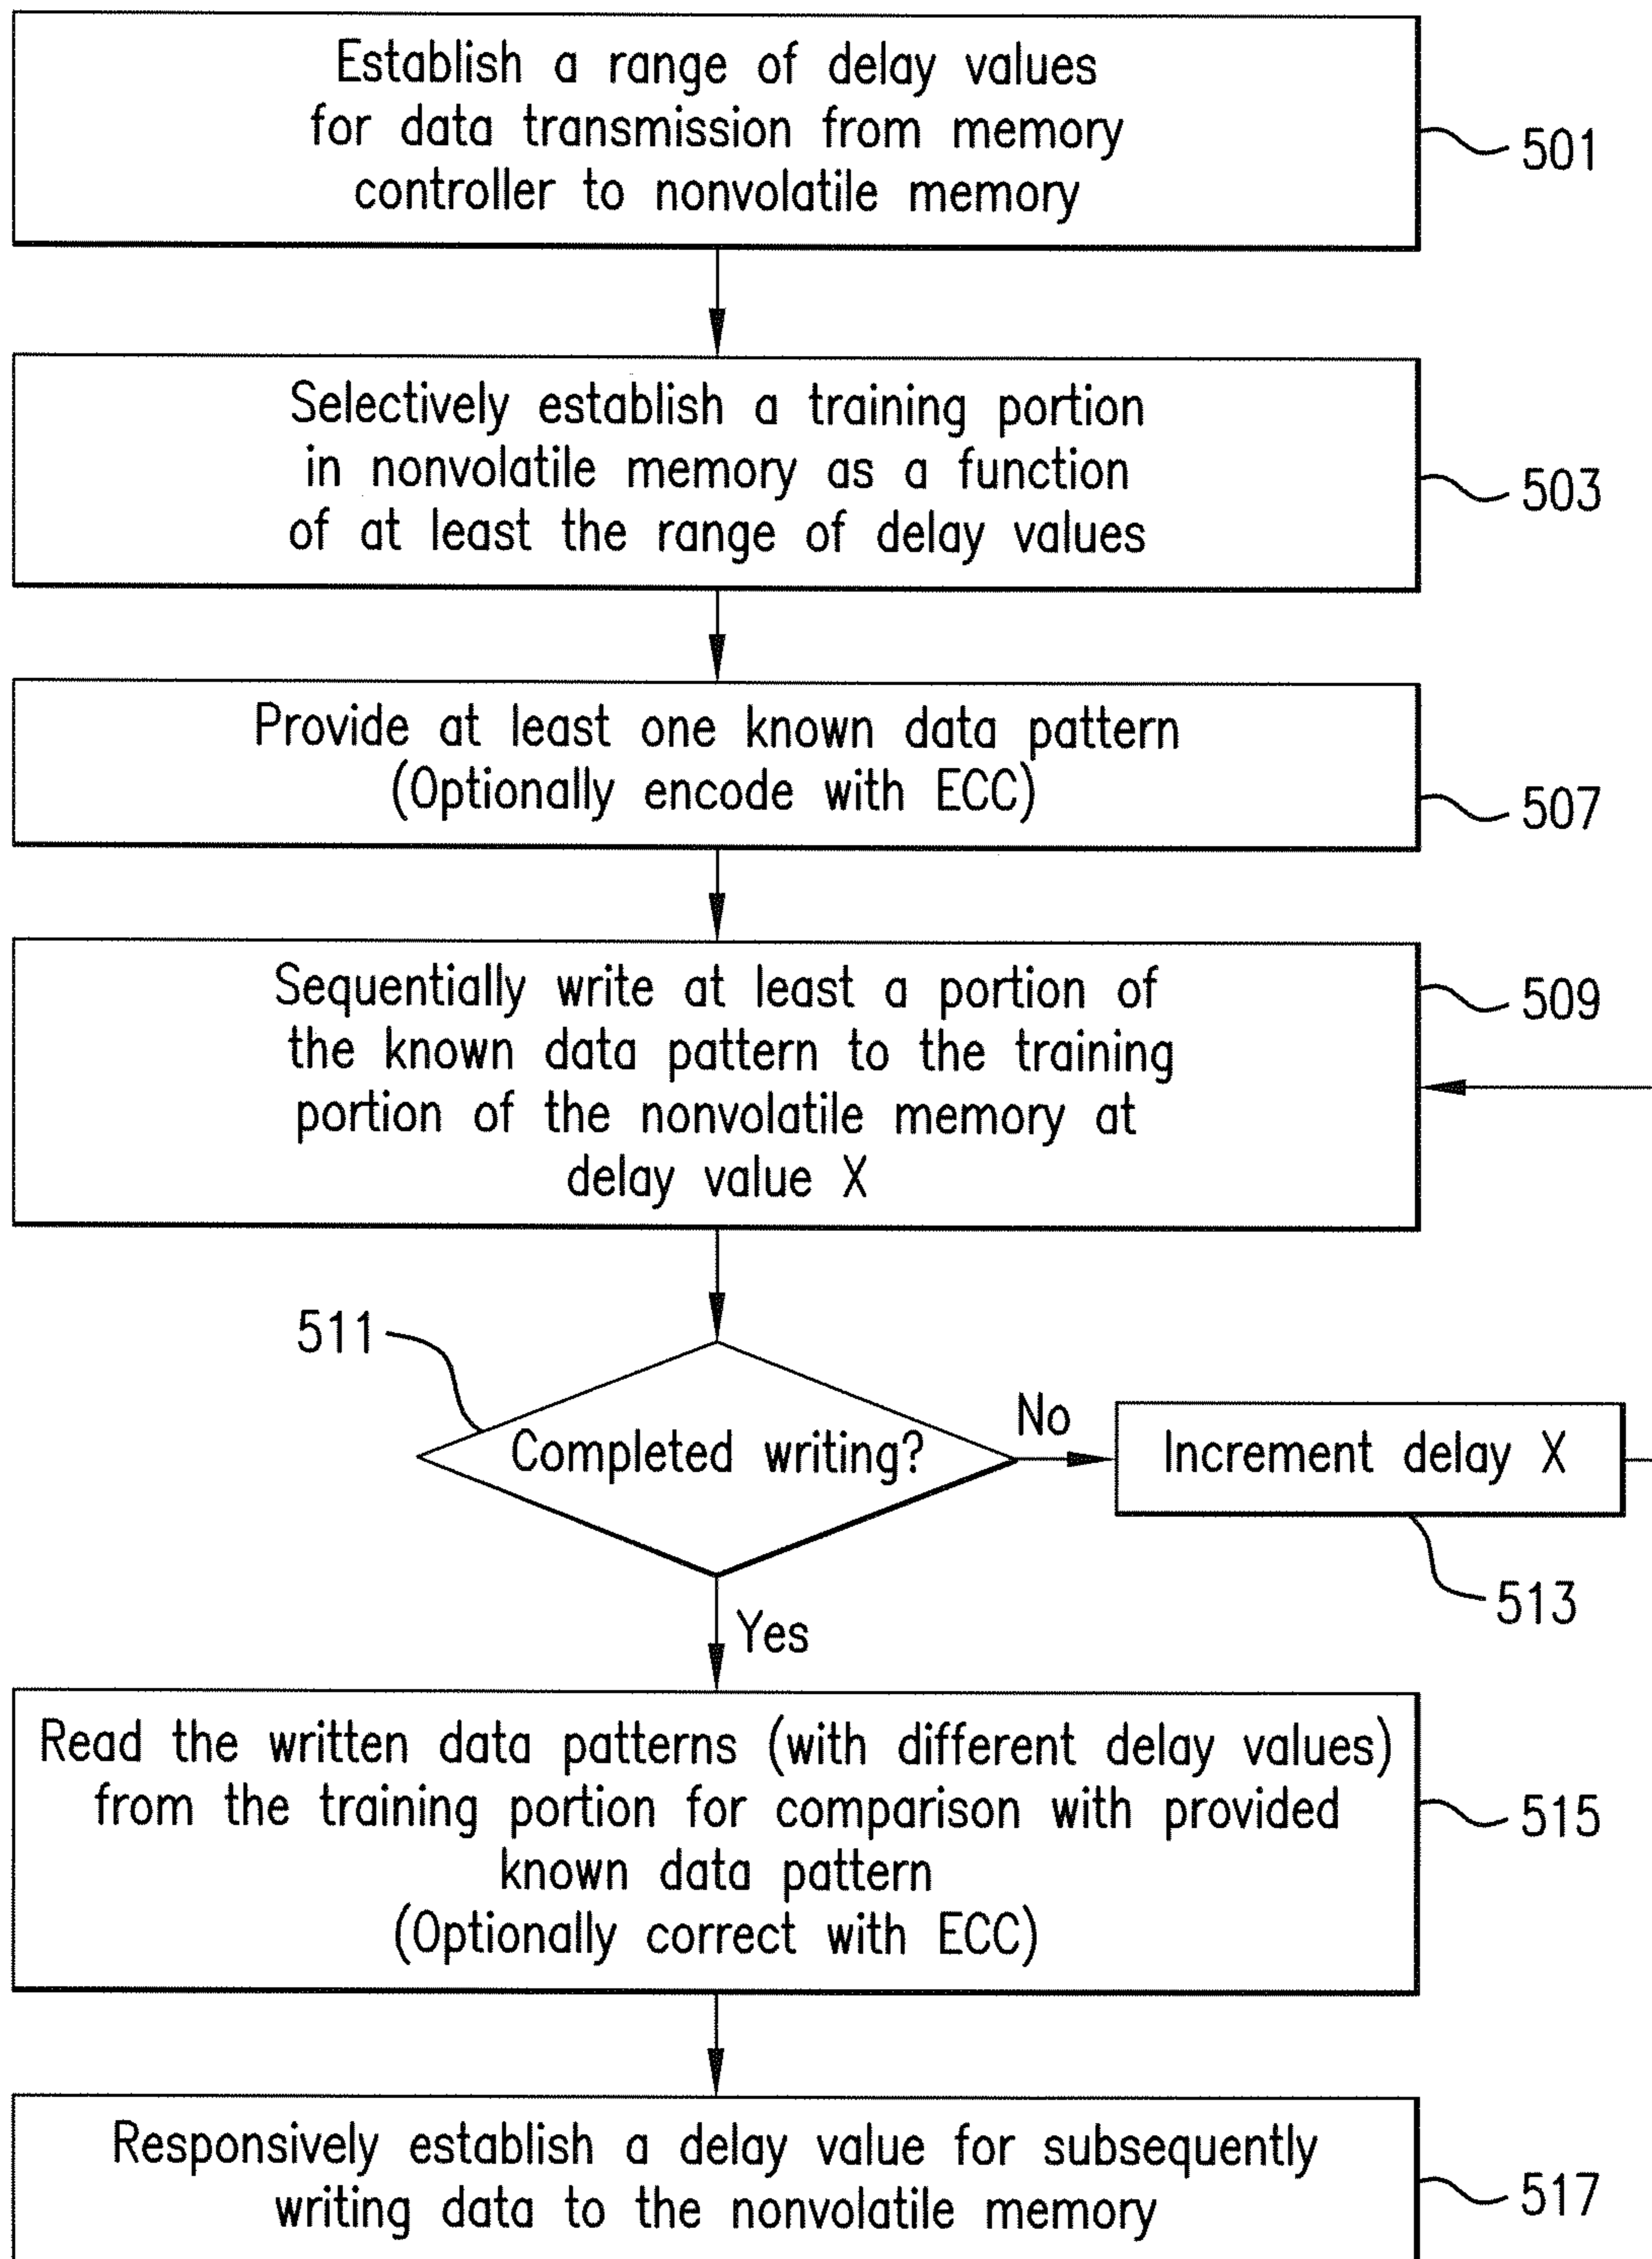 Establish a range of delay values
for data transmission from memory
controller to nonvolatile memory
501
Selectively establish a training portion
in nonvolatile memory as a function
of at least the range of delay values
503
Provide at least one known data pattern
(Optionally encode with ECC)
507
Sequentially write at least a portion of
the known data pattern to the training
portion of the nonvolatile memory at
delay value X
509
511
Completed writing?
No
Increment delay X
513
Yes
Read the written data patterns (with different delay values)
from the training portion for comparison with provided
known data pattern
(Optionally correct with ECC)
515
Responsively establish a delay value for subsequently
writing data to the nonvolatile memory
517